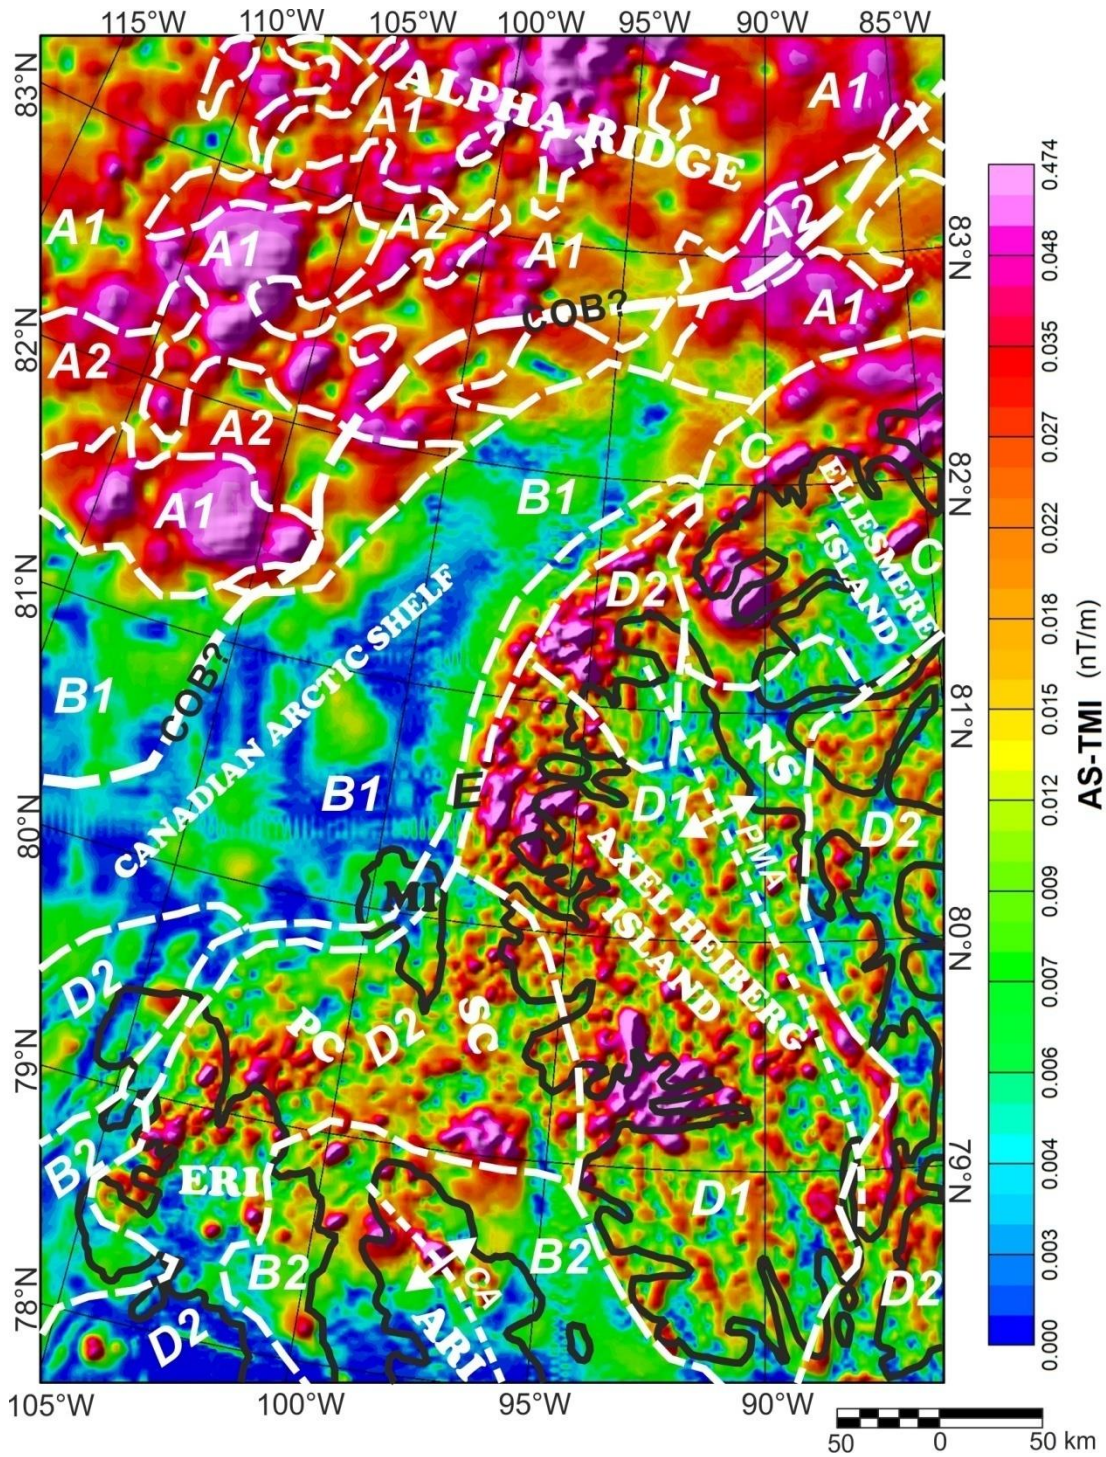 115°W 110°W 105°W 100°W 95°W 90°W 85°W
83°N
82°N
81°N
80°N
79°N
78°N
83°N
82°N
81°N
80°N
79°N
105°W 100°W 95°W 90°W
ALPHA RIDGE
A1
A1
A1
A1
A2
A1
A2
A1
A2
A2
A1
COB?
C
B1
ELLESMERE
ISLAND
C
D2
CANADIAN ARCTIC SHELF
COB?
B1
B1
E
NS
D1
PMA
D2
AXEL HEIBERG
ISLAND
MI
D2
PC
D2
SC
B2
ERI
D1
B2
B2
CA
ARI
D2
D2
0.474
0.048
0.035
0.027
0.022
0.018
0.015
0.012
0.009
0.007
0.006
0.004
0.003
0.000
AS-TMI (nT/m)
50 0 50 km